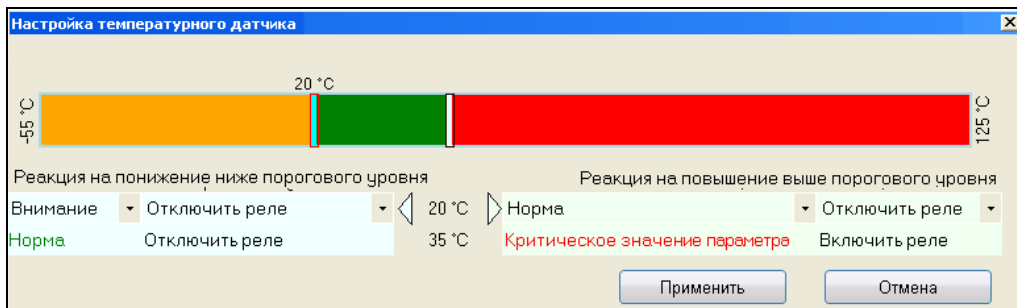 Настройка температурного датчика
20 °C
-55 °C
125 °C
Реакция на понижение ниже порогового уровня
Реакция на повышение выше порогового уровня
Внимание Отключить реле 20 °C Норма Отключить реле
Норма Отключить реле 35 °C Критическое значение параметра Включить реле
Применить Отмена